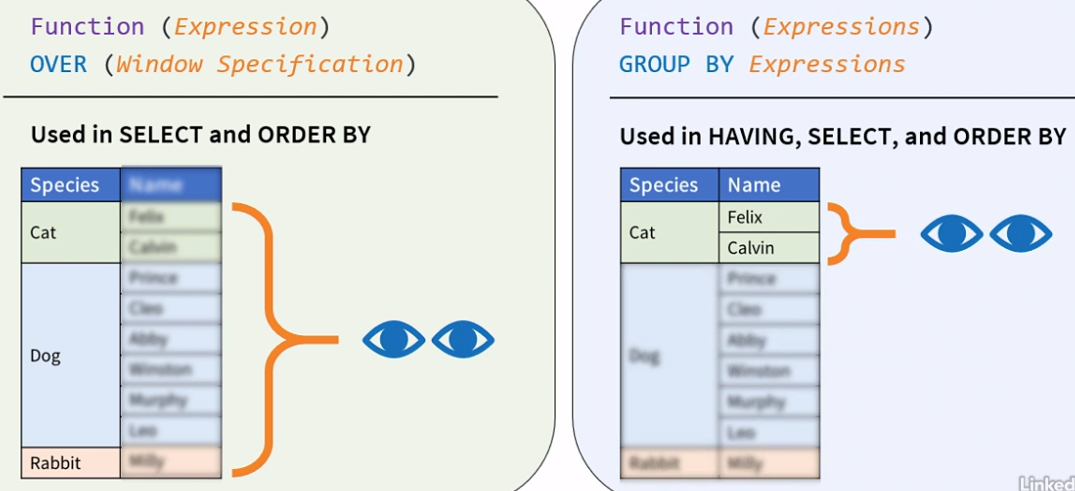 Function (Expression)
OVER (Window Specification)
Used in SELECT and ORDER BY
Species Name
Cat Felix
Calvin
Prince
Cleo
Abby
Dog Winston
Murphy
Leo
Rabbit Milly
Function (Expressions)
GROUP BY Expressions
Used in HAVING, SELECT, and ORDER BY
Species Name
Cat Felix
Calvin
Prince
Cleo
Abby
Dog Winston
Murphy
Leo
Rabbit Milly
Linked